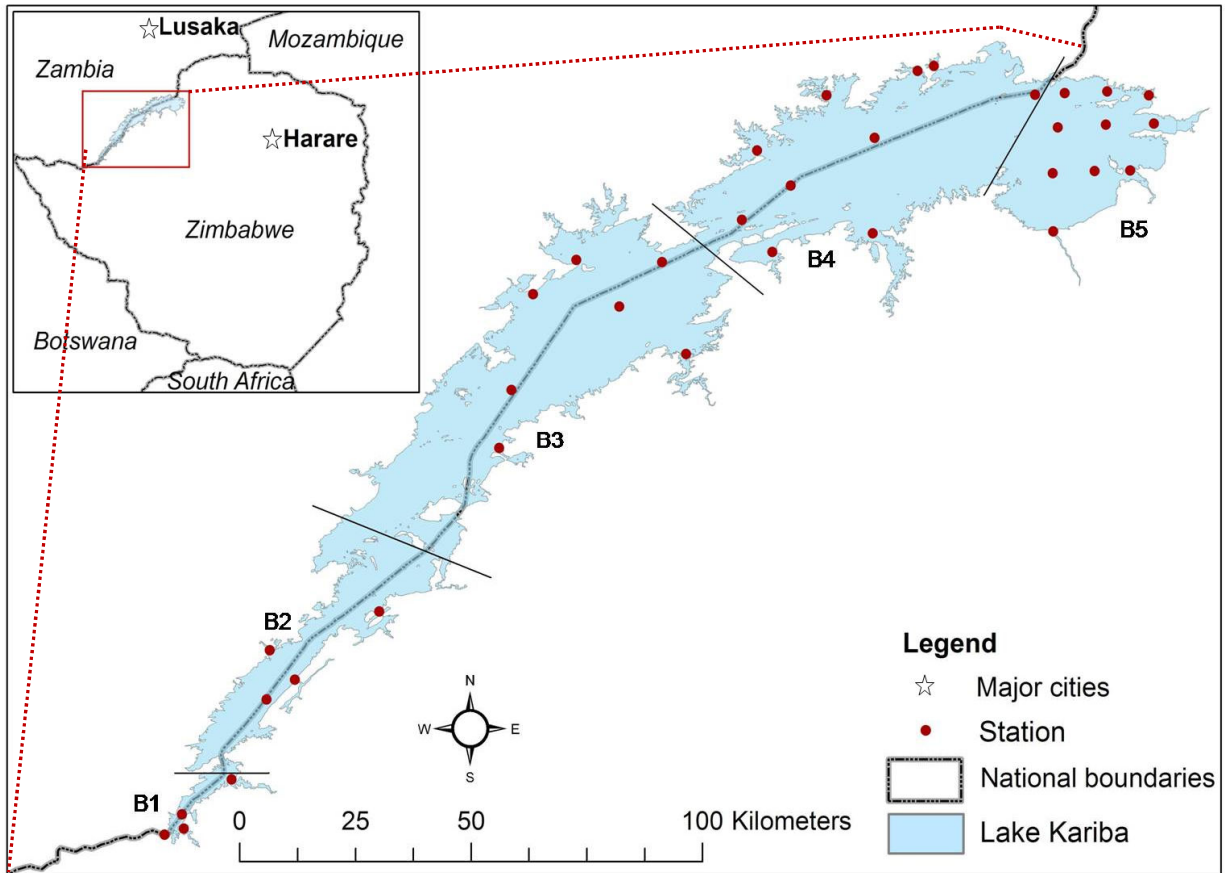 Lusaka
Mozambique
Zambia
Harare
Zimbabwe
Botswana
South Africa
B5
B4
B3
B2
B1
N
W E
S
0 25 50 100 Kilometers
Legend
Major cities
Station
National boundaries
Lake Kariba